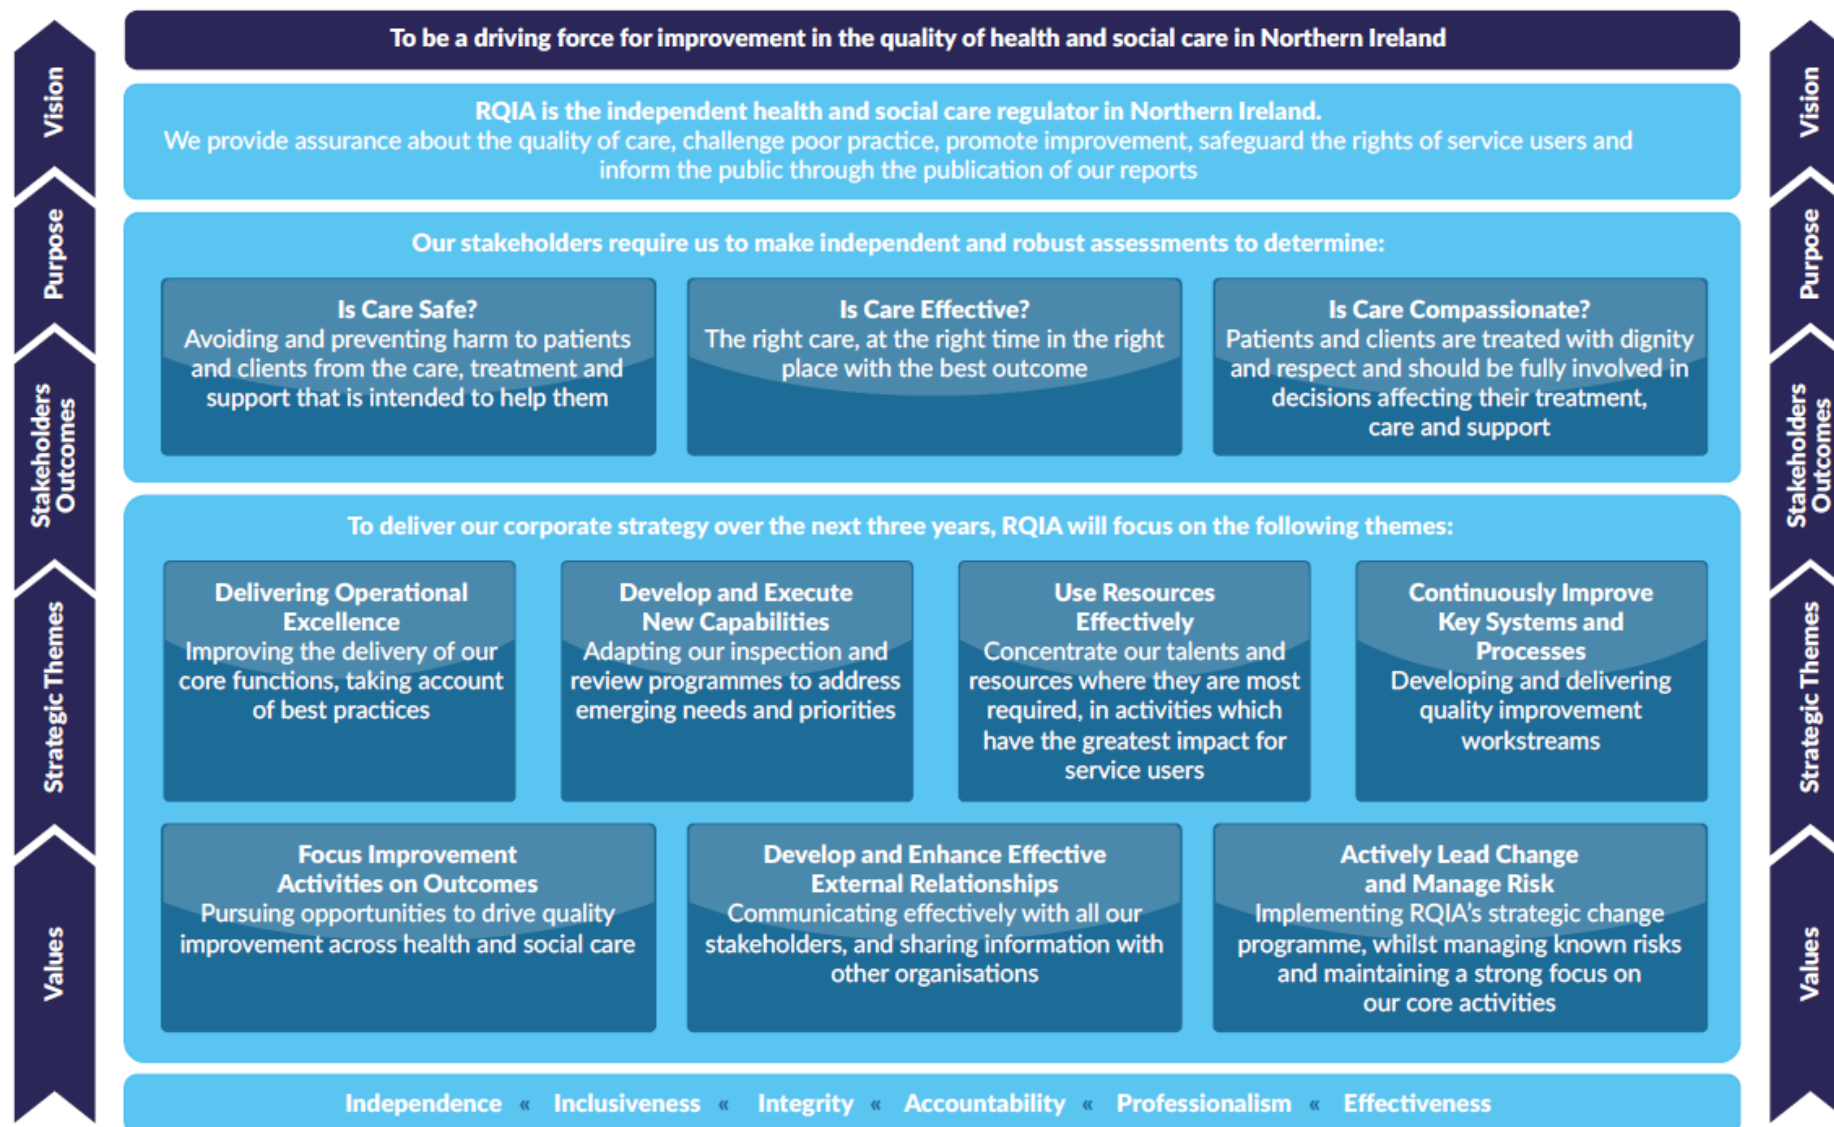 To be a driving force for improvement in the quality of health and social care in Northern Ireland
RQIA is the independent health and social care regulator in Northern Ireland.
We provide assurance about the quality of care, challenge poor practice, promote improvement, safeguard the rights of service users and
inform the public through the publication of our reports
Our stakeholders require us to make independent and robust assessments to determine:
Is Care Safe?
Avoiding and preventing harm to patients
and clients from the care, treatment and
support that is intended to help them
Is Care Effective?
The right care, at the right time in the right
place with the best outcome
Is Care Compassionate?
Patients and clients are treated with dignity
and respect and should be fully involved in
decisions affecting their treatment,
care and support
To deliver our corporate strategy over the next three years, RQIA will focus on the following themes:
Delivering Operational
Excellence
Improving the delivery of our
core functions, taking account
of best practices
Develop and Execute
New Capabilities
Adapting our inspection and
review programmes to address
emerging needs and priorities
Use Resources
Effectively
Concentrate our talents and
resources where they are most
required, in activities which
have the greatest impact for
service users
Continuously Improve
Key Systems and
Processes
Developing and delivering
quality improvement
workstreams
Focus Improvement
Activities on Outcomes
Pursuing opportunities to drive quality
improvement across health and social care
Develop and Enhance Effective
External Relationships
Communicating effectively with all our
stakeholders, and sharing information with
other organisations
Actively Lead Change
and Manage Risk
Implementing RQIA's strategic change
programme, whilst managing known risks
and maintaining a strong focus on
our core activities
Independence « Inclusiveness « Integrity « Accountability « Professionalism « Effectiveness
Vision
Purpose
Stakeholders
Outcomes
Strategic Themes
Values
Vision
Purpose
Stakeholders
Outcomes
Strategic Themes
Values